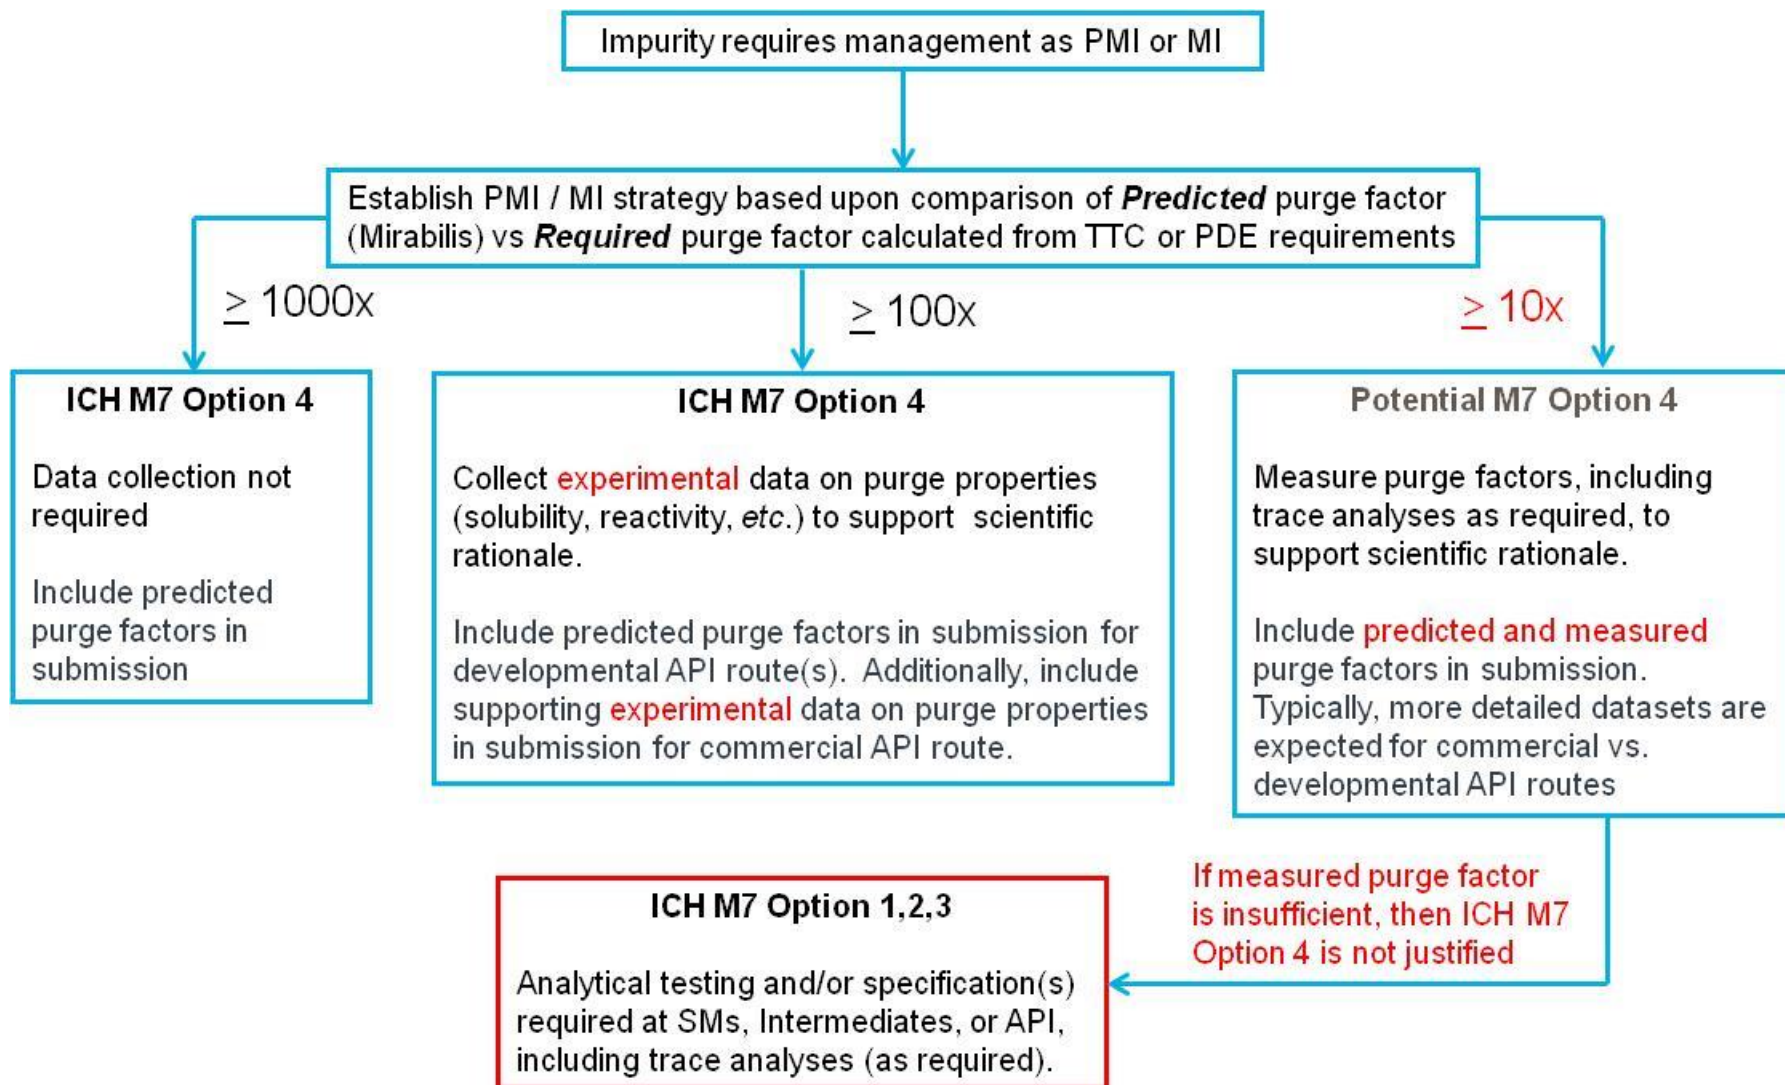 Impurity requires management as PMI or MI
Establish PMI / MI strategy based upon comparison of Predicted purge factor
(Mirabilis) vs Required purge factor calculated from TTC or PDE requirements
≥ 1000x
≥ 100x
≥ 10x
ICH M7 Option 4
Data collection not
required
Include predicted
purge factors in
submission
ICH M7 Option 4
Collect experimental data on purge properties
(solubility, reactivity, etc.) to support scientific
rationale.
Include predicted purge factors in submission for
developmental API route(s). Additionally, include
supporting experimental data on purge properties
in submission for commercial API route.
Potential M7 Option 4
Measure purge factors, including
trace analyses as required, to
support scientific rationale.
Include predicted and measured
purge factors in submission.
Typically, more detailed datasets are
expected for commercial vs.
developmental API routes
If measured purge factor
is insufficient, then ICH M7
Option 4 is not justified
ICH M7 Option 1,2,3
Analytical testing and/or specification(s)
required at SMs, Intermediates, or API,
including trace analyses (as required).